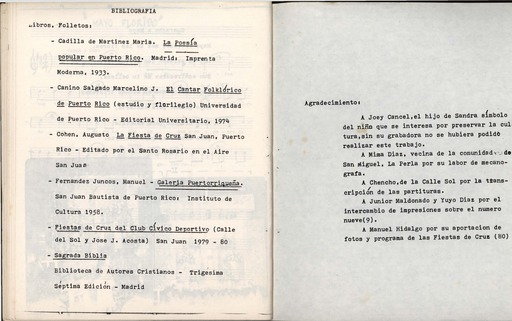 BIBLIOGRAFIA
Libros. Folletos:
- Cadilla de Martinez Maria. La Poesía
popular en Puerto Rico. Madrid: Imprenta
Moderna, 1933.
- Canino Salgado Marcelino J. El Cantar Folklórico
de Puerto Rico (estudio y florilegio) Universidad
de Puerto Rico - Editorial Universitario, 1974
- Cohen, Augusto La Fiesta de Cruz San Juan, Puerto
Rico - Editado por el Santo Rosario en el Aire
San Juan
- Fernandes Juncos, Manuel - Galeria Puertorriqueña.
San Juan Bautista de Puerto Rico: Instituto de
Cultura 1958.
- Fiestas de Cruz del Club Cívico Deportivo (Calle
del Sol y Jose J. Acosta) San Juan 1979 - 80
- Sagrada Biblia
Biblioteca de Autores Cristianos - Trigesima
Séptima Edición - Madrid
Agradecimiento:
A Joey Cancel, el hijo de Sandra símbolo
del niño que se interesa por preservar la cul
tura, sin su grabadora no se hubiera podido
realizar este trabajo.
A Mima Diaz, vecina de la comunidad de
San Miguel, La Perla por su labor de mecano-
grafa.
A Chencho, de la Calle Sol por la trans-
cripción de las partituras.
A Junior Maldonado y Yuyo Diaz por el
intercambio de impresiones sobre el numero
nueve(9).
A Manuel Hidalgo por su aportacion de
fotos y programa de las Fiestas de Cruz (80)